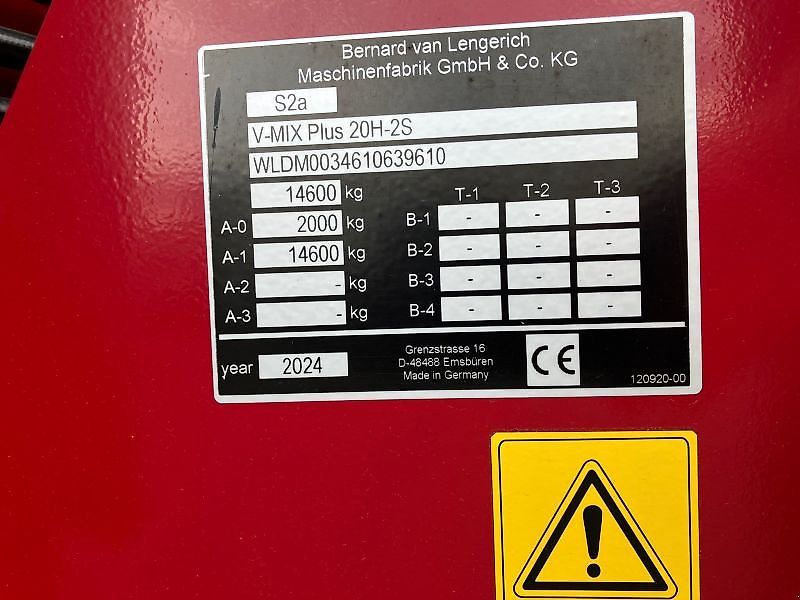 Bernard van Lengerich
Maschinenfabrik GmbH & Co. KG
S2a
V-MIX Plus 20H-2S
WLDM0034610639610
14600 kg T-1 T-2 T-3
A-0 2000 kg B-1 - - -
A-1 14600 kg B-2 - - -
A-2 - kg B-3 - - -
A-3 - kg B-4 - - -
year 2024
Grenzstrasse 16
D-48488 Emsbüren
Made in Germany
CE
120920-00
!